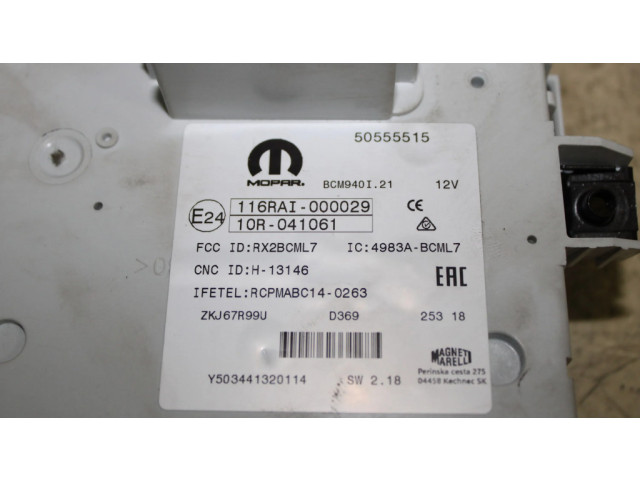 50555515
MOPAR.
BCM940I.21 12V
E24 116RAI-000029 CE
10R-041061
FCC ID:RX2BCML7 IC:4983A-BCML7
CNC ID:H-13146 EAC
IFETEL:RCPMABC14-0263
ZKJ67R99U D369 253 18
MAGNETI
MARELLI
Perinska cesta 275
04458 Kechnec SK
Y503441320114 SW 2.18